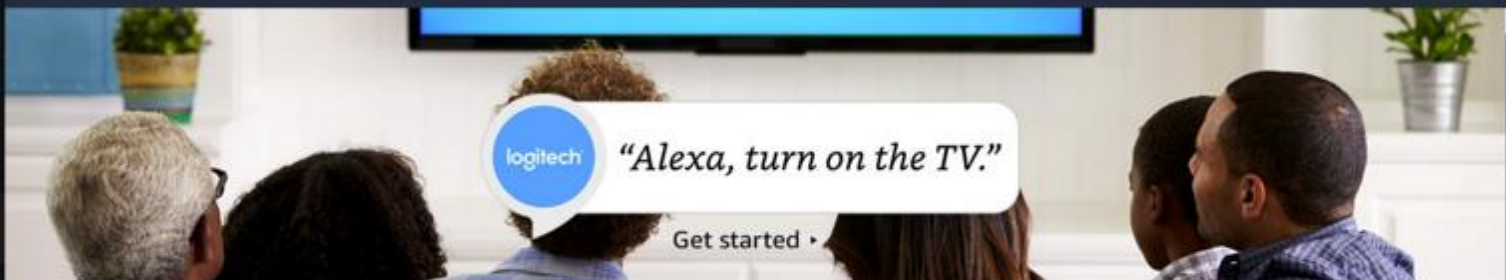 logitech
“Alexa, turn on the TV.”
Get started ▸